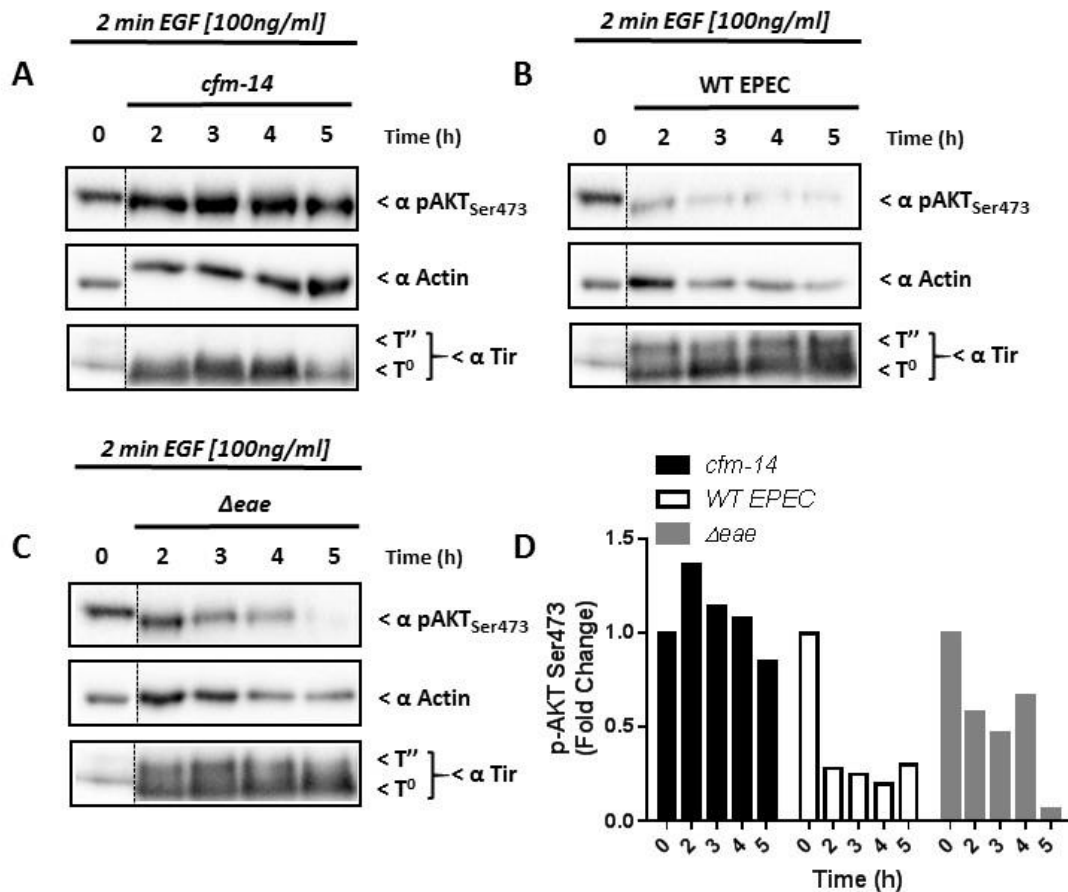 2 min EGF [100ng/ml]
A
cfm-14
0 2 3 4 5 Time (h)
< α pAKTSer473
< α Actin
< T''
< T⁰
< α Tir
2 min EGF [100ng/ml]
B
WT EPEC
0 2 3 4 5 Time (h)
< α pAKTSer473
< α Actin
< T''
< T⁰
< α Tir
2 min EGF [100ng/ml]
C
Δeae
0 2 3 4 5 Time (h)
< α pAKTSer473
< α Actin
< T''
< T⁰
< α Tir
D
cfm-14
WT EPEC
Δeae
p-AKT Ser473
(Fold Change)
1.5
1.0
0.5
0.0
0 2 3 4 5 0 2 3 4 5 0 2 3 4 5
Time (h)